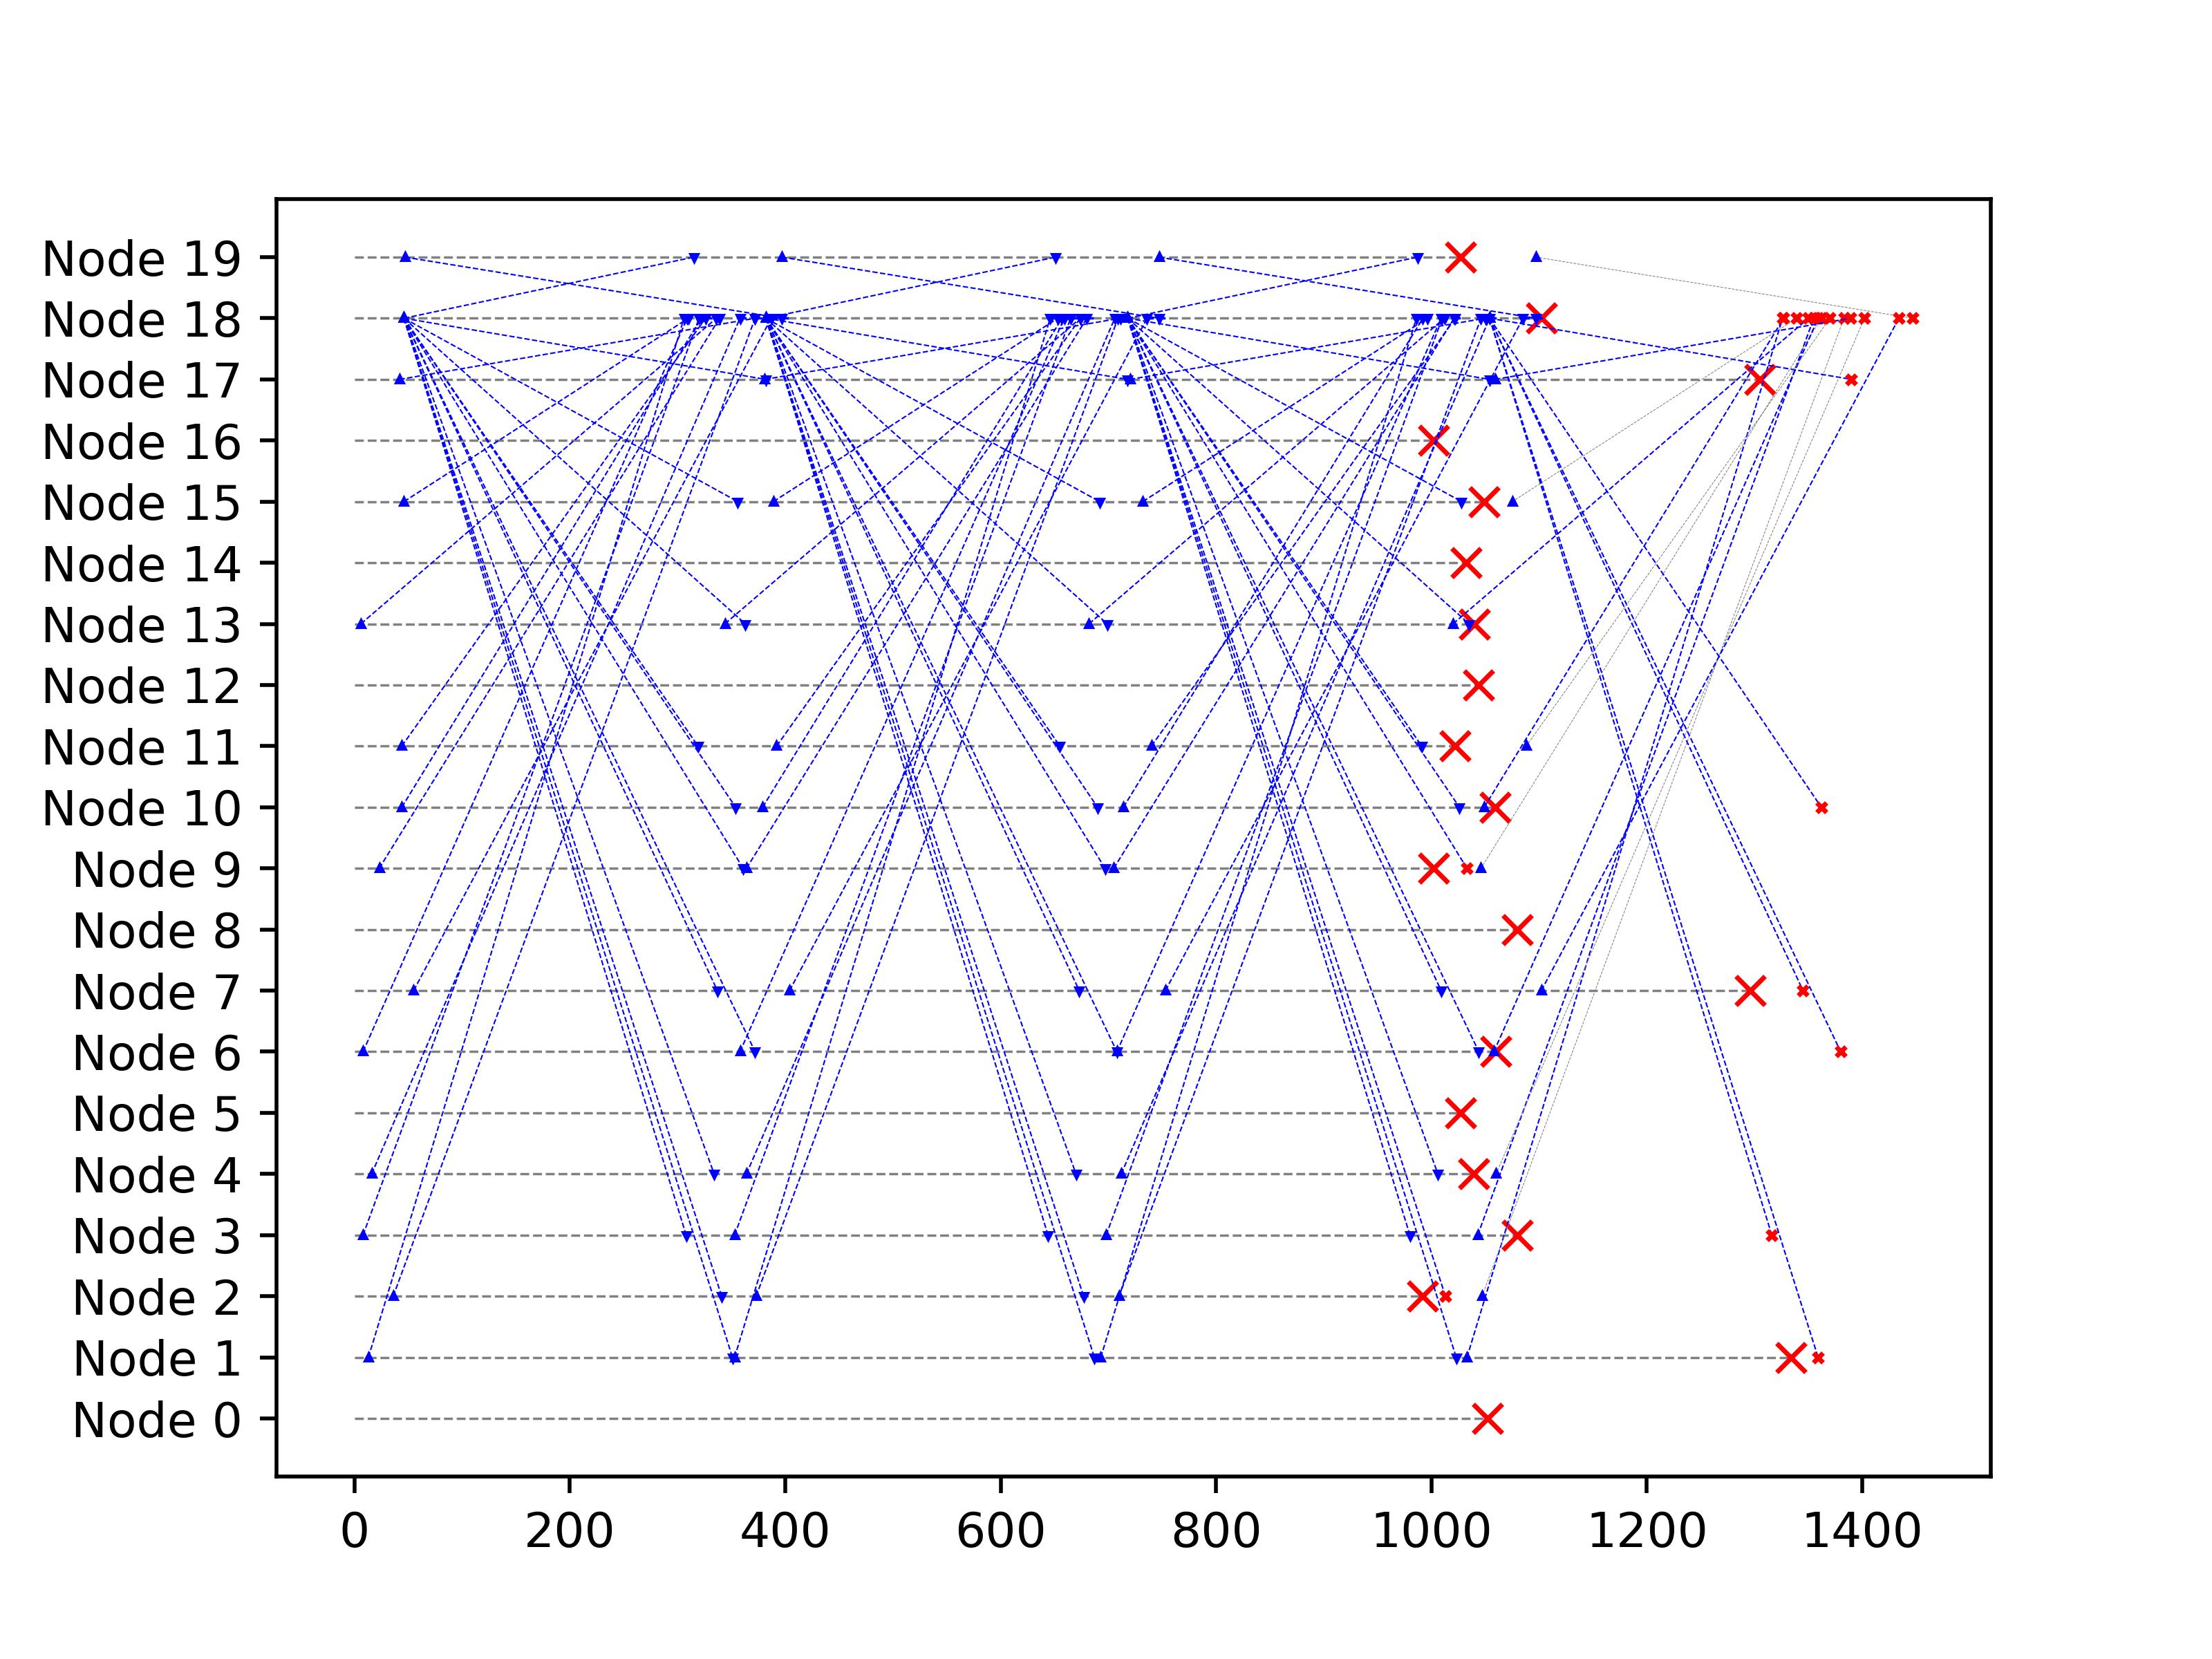 Node 19
Node 18
Node 17
Node 16
Node 15
Node 14
Node 13
Node 12
Node 11
Node 10
Node 9
Node 8
Node 7
Node 6
Node 5
Node 4
Node 3
Node 2
Node 1
Node 0
0 200 400 600 800 1000 1200 1400